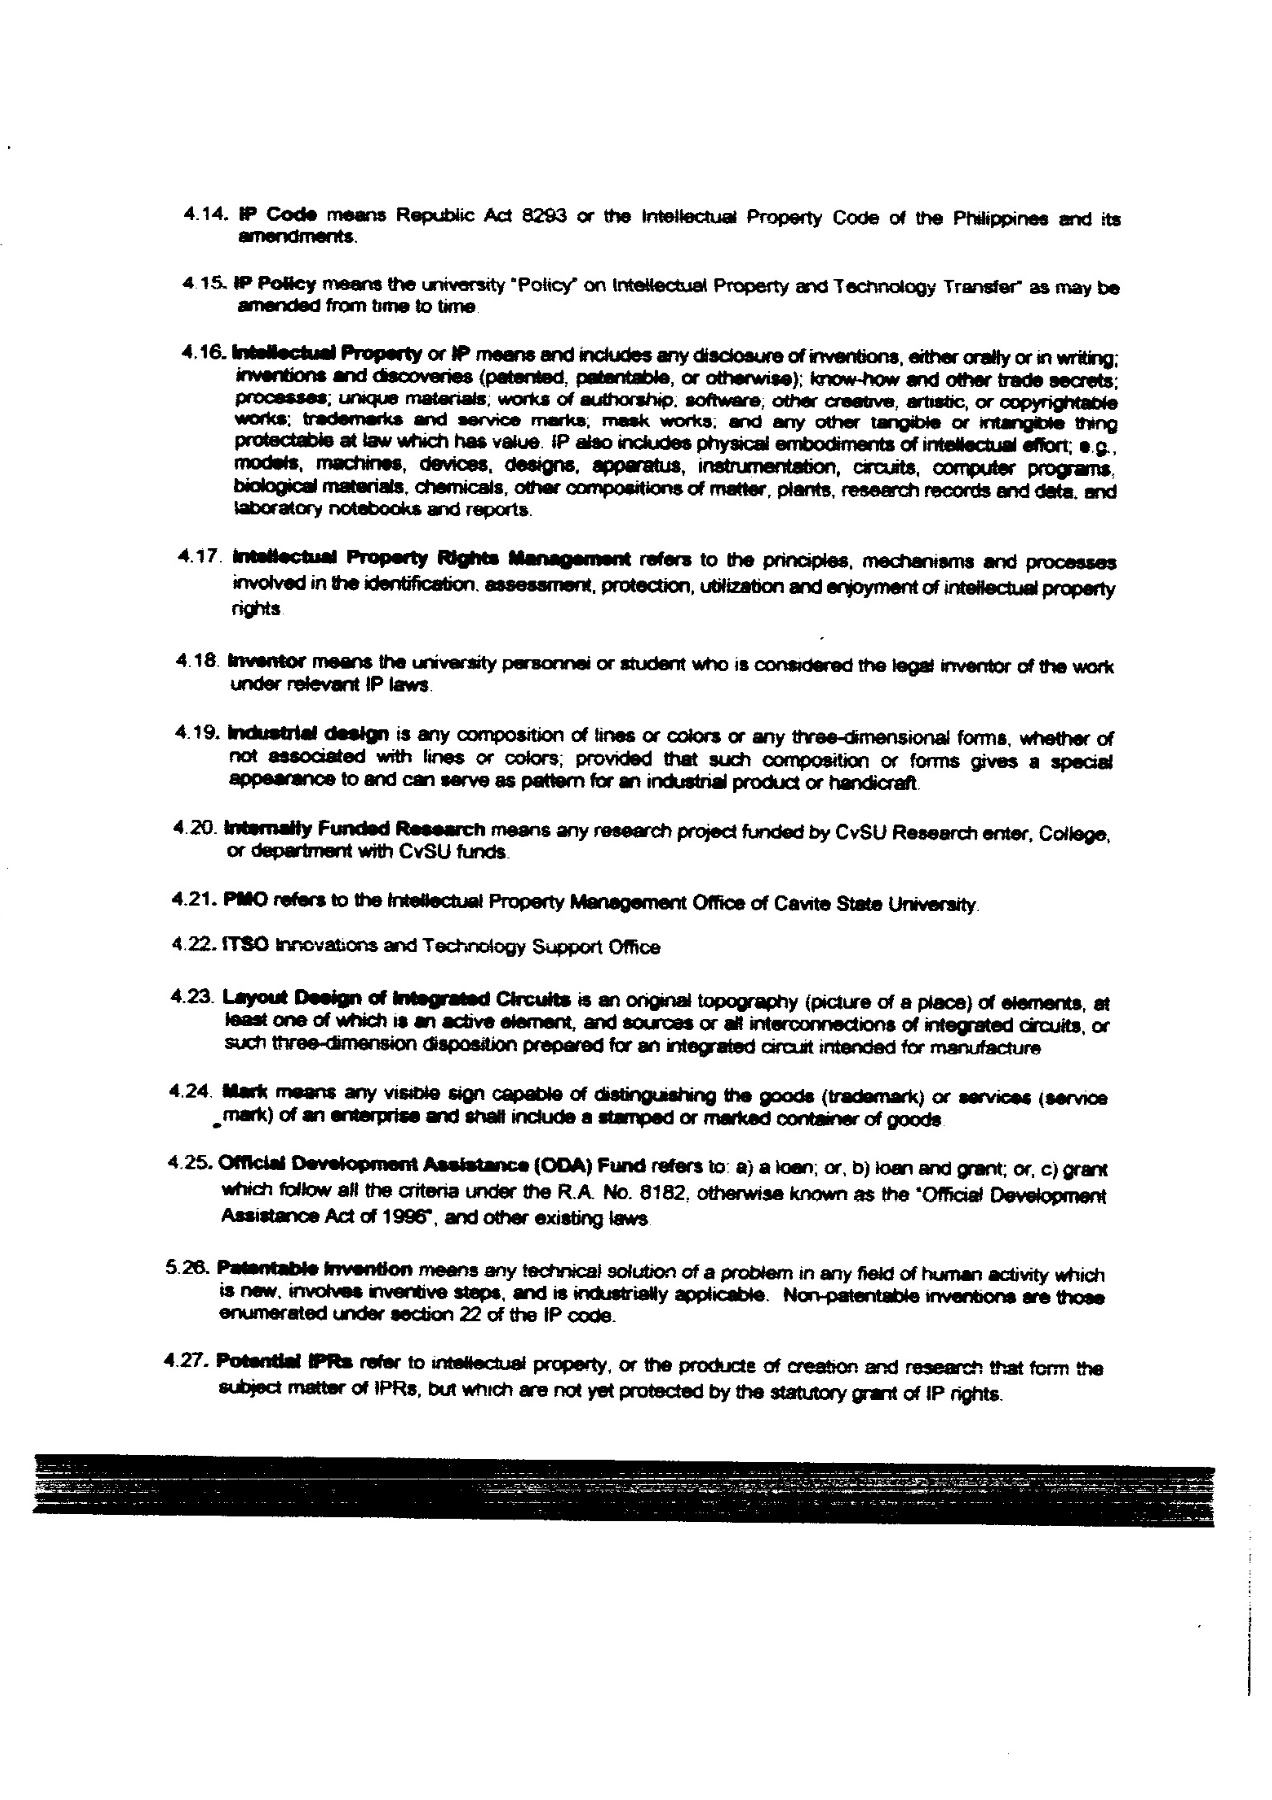 4.14. IP Code means Republic Act 8293 or the Intellectual Property Code of the Philippines and its
amendments.
4.15. IP Policy means the university "Policy" on Intellectual Property and Technology Transfer" as may be
amended from time to time.
4.16. Intellectual Property or IP means and includes any disclosure of inventions, either orally or in writing;
inventions and discoveries (patented, patentable, or otherwise); know-how and other trade secrets;
processes; unique materials; works of authorship; software; other creative, artistic, or copyrightable
works; trademarks and service marks; mask works; and any other tangible or intangible thing
protectable at law which has value. IP also includes physical embodiments of intellectual effort; e.g.,
models, machines, devices, designs, apparatus, instrumentation, circuits, computer programs,
biological materials, chemicals, other compositions of matter, plants, research records and data, and
laboratory notebooks and reports.
4.17. Intellectual Property Rights Management refers to the principles, mechanisms and processes
involved in the identification, assessment, protection, utilization and enjoyment of intellectual property
rights.
4.18. Inventor means the university personnel or student who is considered the legal inventor of the work
under relevant IP laws.
4.19. Industrial design is any composition of lines or colors or any three-dimensional forms, whether of
not associated with lines or colors; provided that such composition or forms gives a special
appearance to and can serve as pattern for an industrial product or handicraft.
4.20. Internally Funded Research means any research project funded by CvSU Research enter, College,
or department with CvSU funds.
4.21. PMO refers to the Intellectual Property Management Office of Cavite State University.
4.22. ITSO Innovations and Technology Support Office
4.23. Layout Design of Integrated Circuits is an original topography (picture of a place) of elements, at
least one of which is an active element, and sources or all interconnections of integrated circuits, or
such three-dimension disposition prepared for an integrated circuit intended for manufacture
4.24. Mark means any visible sign capable of distinguishing the goods (trademark) or services (service
mark) of an enterprise and shall include a stamped or marked container of goods
4.25. Official Development Assistance (ODA) Fund refers to: a) a loan; or, b) loan and grant; or, c) grant
which follow all the criteria under the R.A. No. 8182, otherwise known as the "Official Development
Assistance Act of 1996", and other existing laws.
5.26. Patentable Invention means any technical solution of a problem in any field of human activity which
is new, involves inventive steps, and is industrially applicable. Non-patentable inventions are those
enumerated under section 22 of the IP code.
4.27. Potential IPRs refer to intellectual property, or the producte of creation and research that form the
subject matter of IPRs, but which are not yet protected by the statutory grant of IP rights.